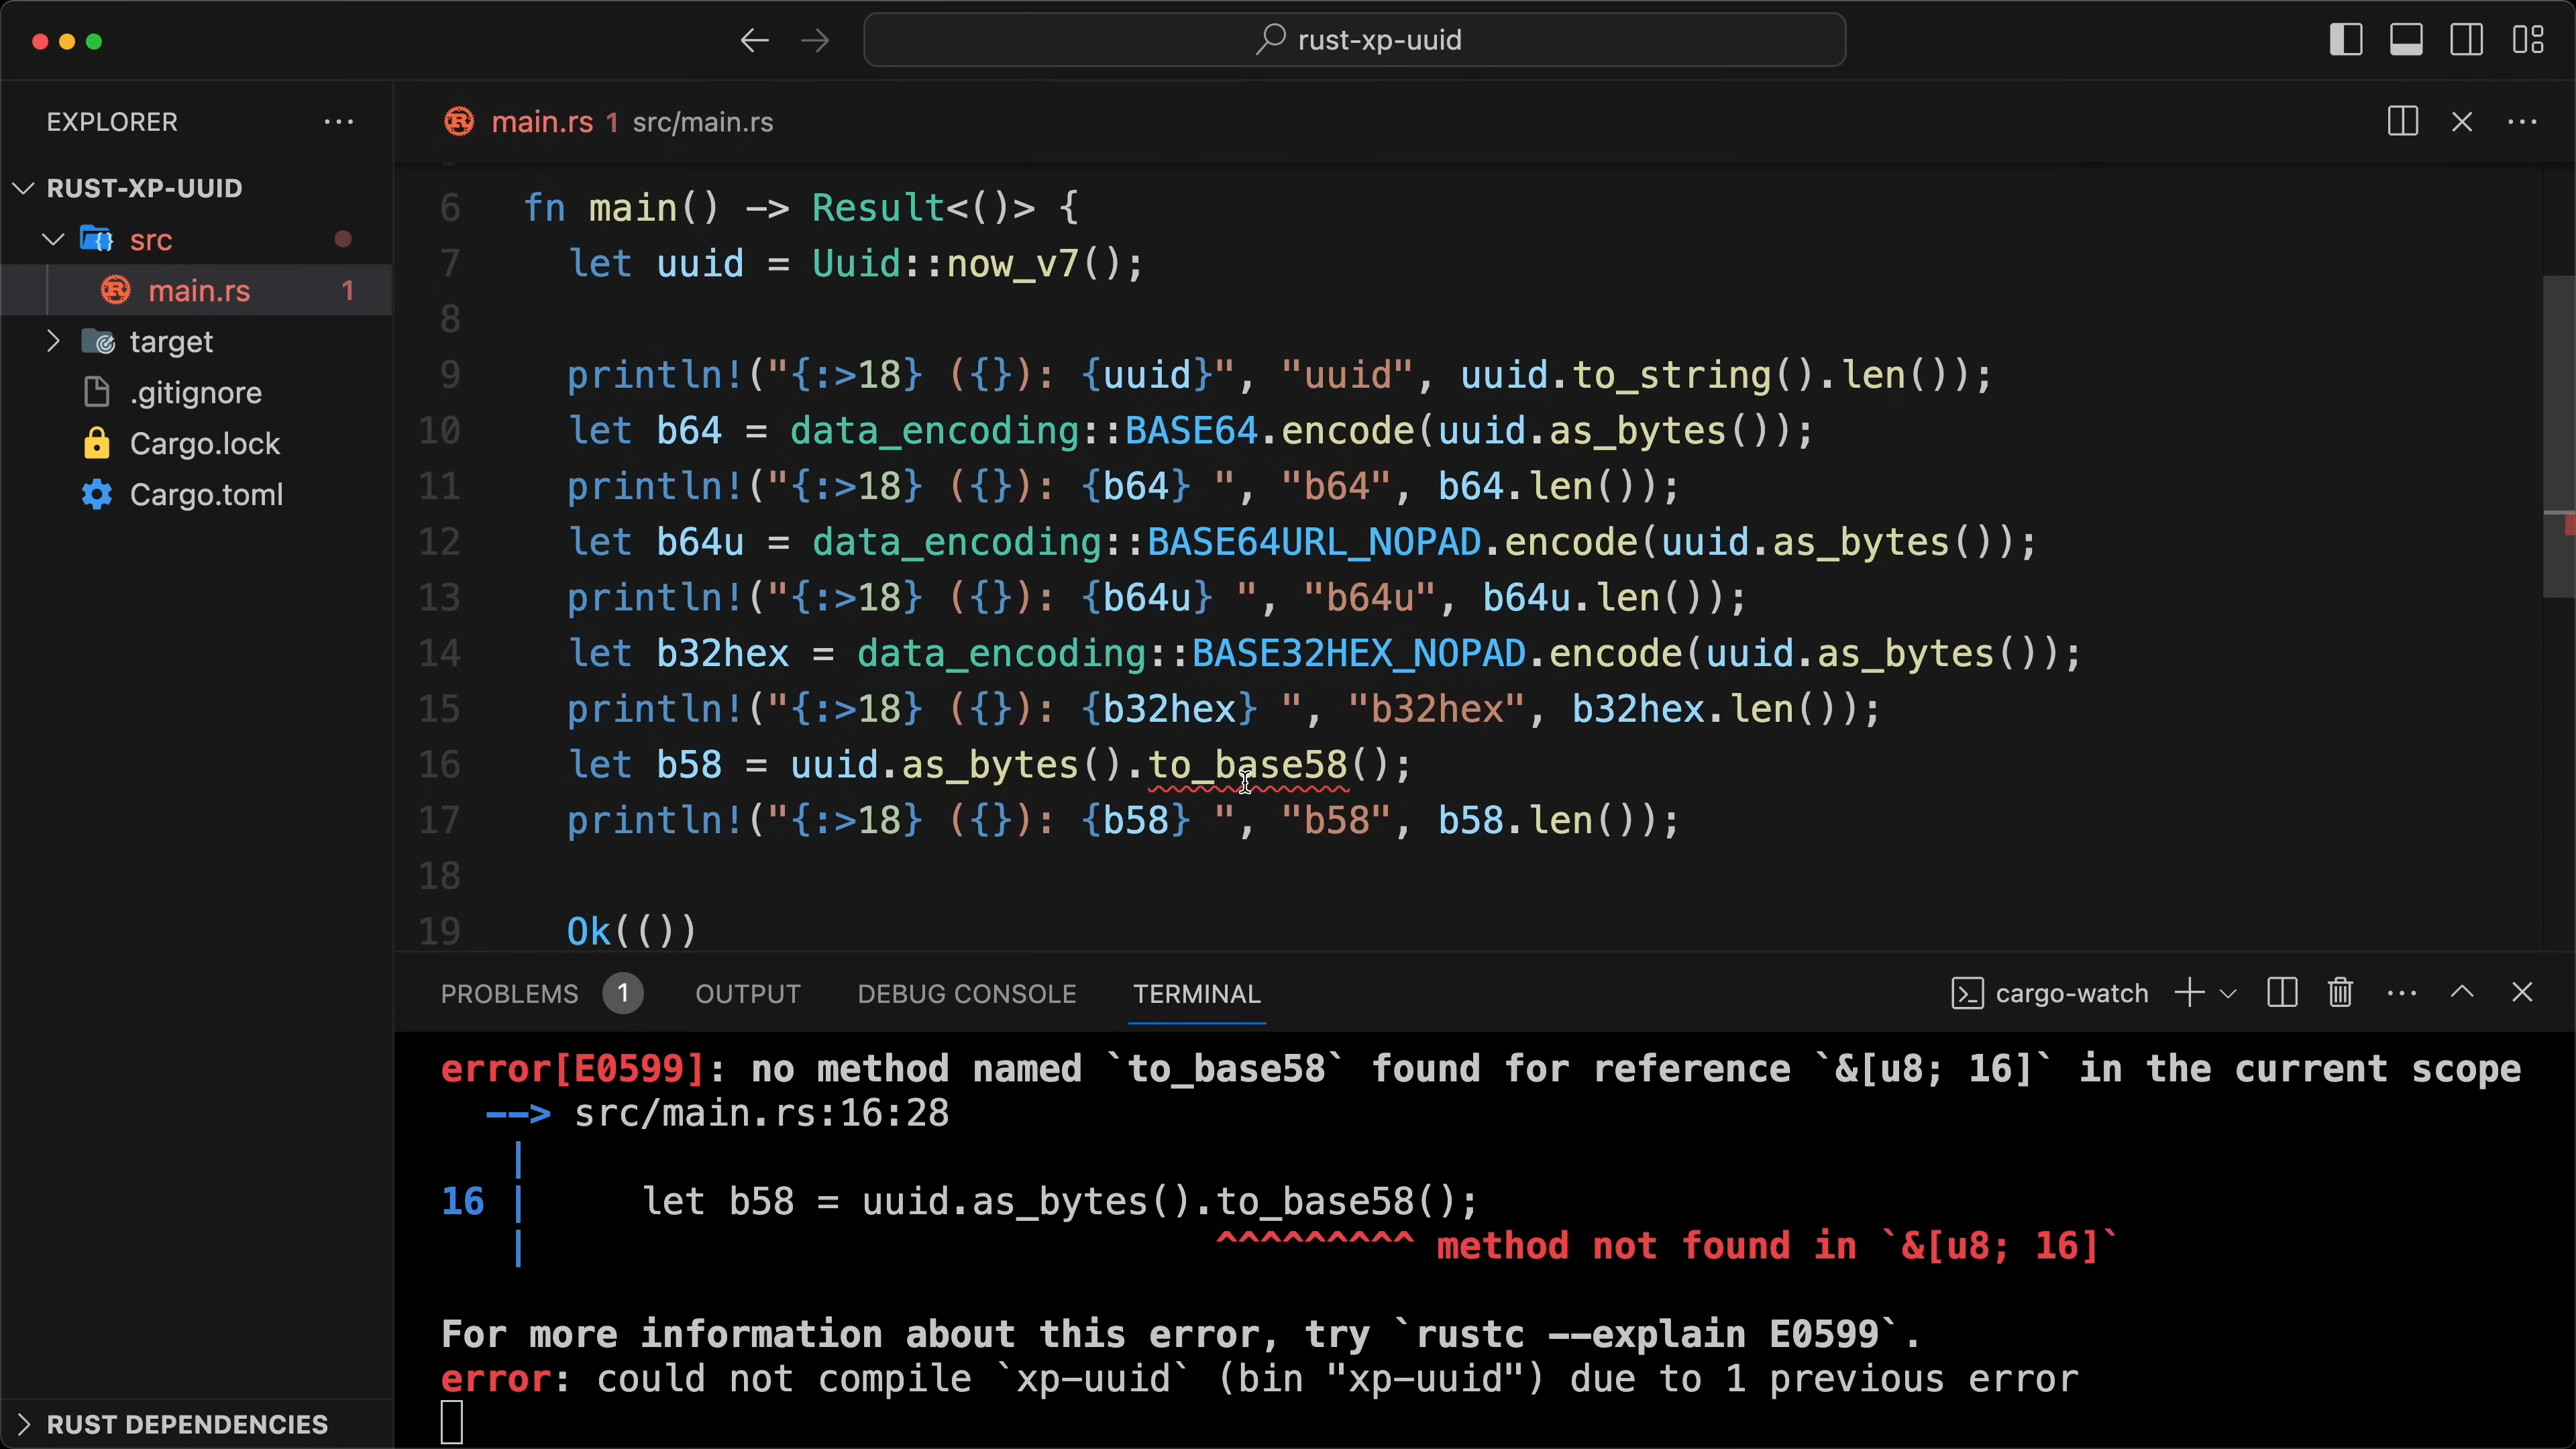 rust-xp-uuid
EXPLORER
main.rs 1 src/main.rs
RUST-XP-UUID
src
main.rs 1
target
.gitignore
Cargo.lock
Cargo.toml
RUST DEPENDENCIES
6 fn main() -> Result<()> {
7 let uuid = Uuid::now_v7();
8
9 println!("{:>18} ({}): {uuid}", "uuid", uuid.to_string().len());
10 let b64 = data_encoding::BASE64.encode(uuid.as_bytes());
11 println!("{:>18} ({}): {b64} ", "b64", b64.len());
12 let b64u = data_encoding::BASE64URL_NOPAD.encode(uuid.as_bytes());
13 println!("{:>18} ({}): {b64u} ", "b64u", b64u.len());
14 let b32hex = data_encoding::BASE32HEX_NOPAD.encode(uuid.as_bytes());
15 println!("{:>18} ({}): {b32hex} ", "b32hex", b32hex.len());
16 let b58 = uuid.as_bytes().to_base58();
17 println!("{:>18} ({}): {b58} ", "b58", b58.len());
18
19 Ok(())
PROBLEMS 1 OUTPUT DEBUG CONSOLE TERMINAL cargo-watch
error[E0599]: no method named `to_base58` found for reference `&[u8; 16]` in the current scope
--> src/main.rs:16:28
|
16 | let b58 = uuid.as_bytes().to_base58();
| ^^^^^^^^^ method not found in `&[u8; 16]`
For more information about this error, try `rustc --explain E0599`.
error: could not compile `xp-uuid` (bin "xp-uuid") due to 1 previous error